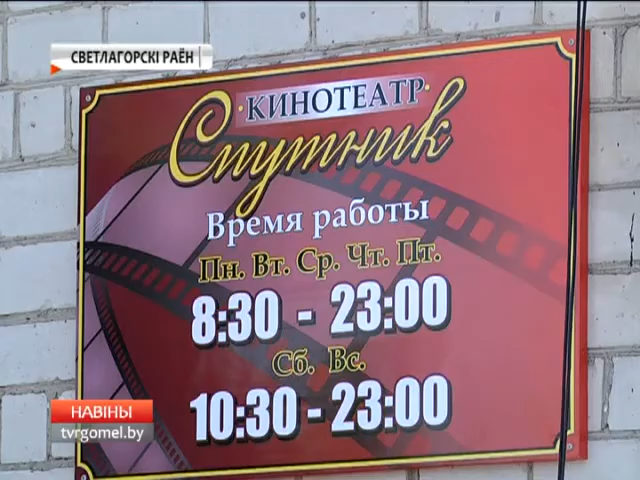 СВЕТЛАГОРСКІ РАЁН
·КИНОТЕАТР·
Спутник
Время работы
Пн. Вт. Ср. Чт. Пт.
8:30 - 23:00
Сб. Вс.
10:30 - 23:00
НАВІНЫ
tvrgomel.by